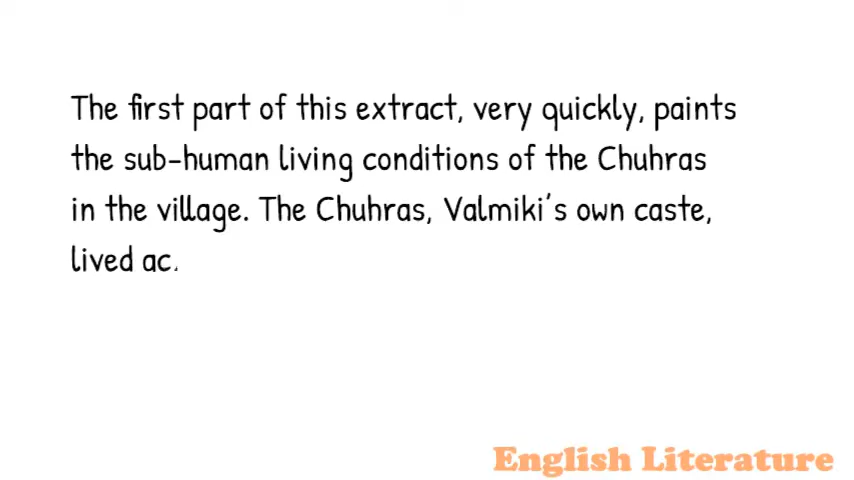 The first part of this extract, very quickly, paints
the sub-human living conditions of the Chuhras
in the village. The Chuhras, Valmiki's own caste,
lived ac
English Literature